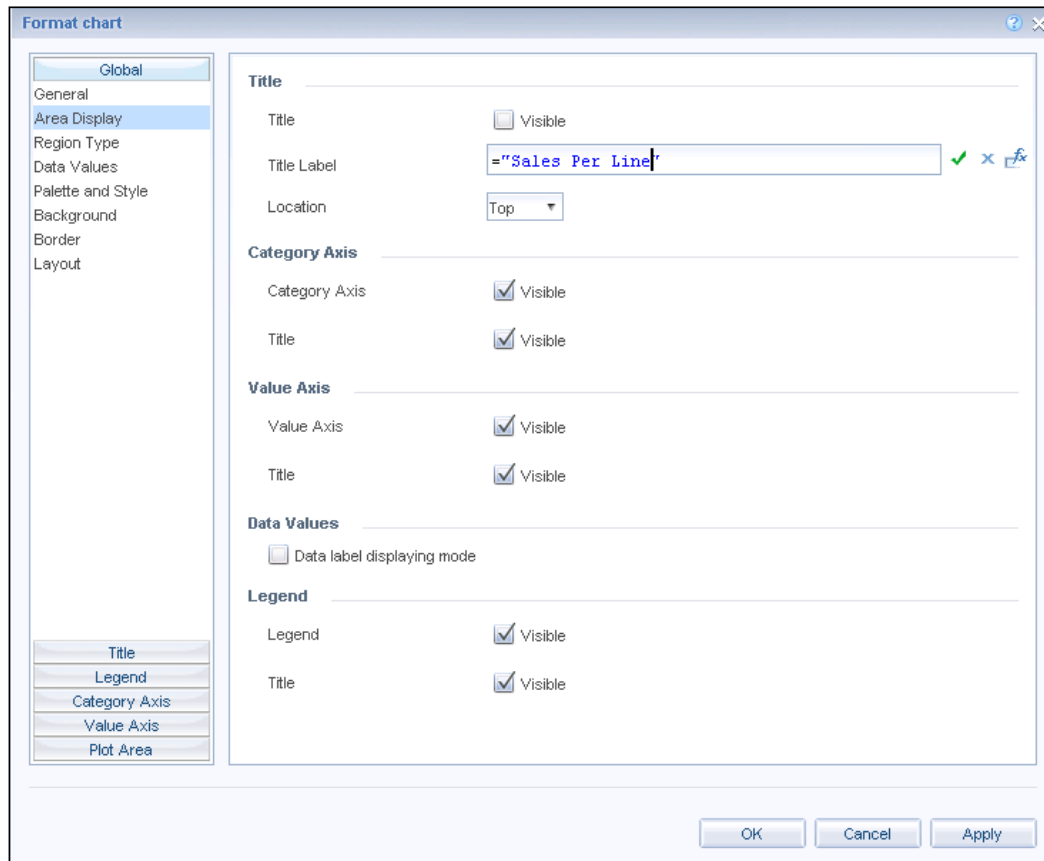 Format chart
Global
General
Area Display
Region Type
Data Values
Palette and Style
Background
Border
Layout
Title
Legend
Category Axis
Value Axis
Plot Area
Title
Title Visible
Title Label ="Sales Per Line" fx
Location Top
Category Axis
Category Axis Visible
Title Visible
Value Axis
Value Axis Visible
Title Visible
Data Values
Data label displaying mode
Legend
Legend Visible
Title Visible
OK Cancel Apply